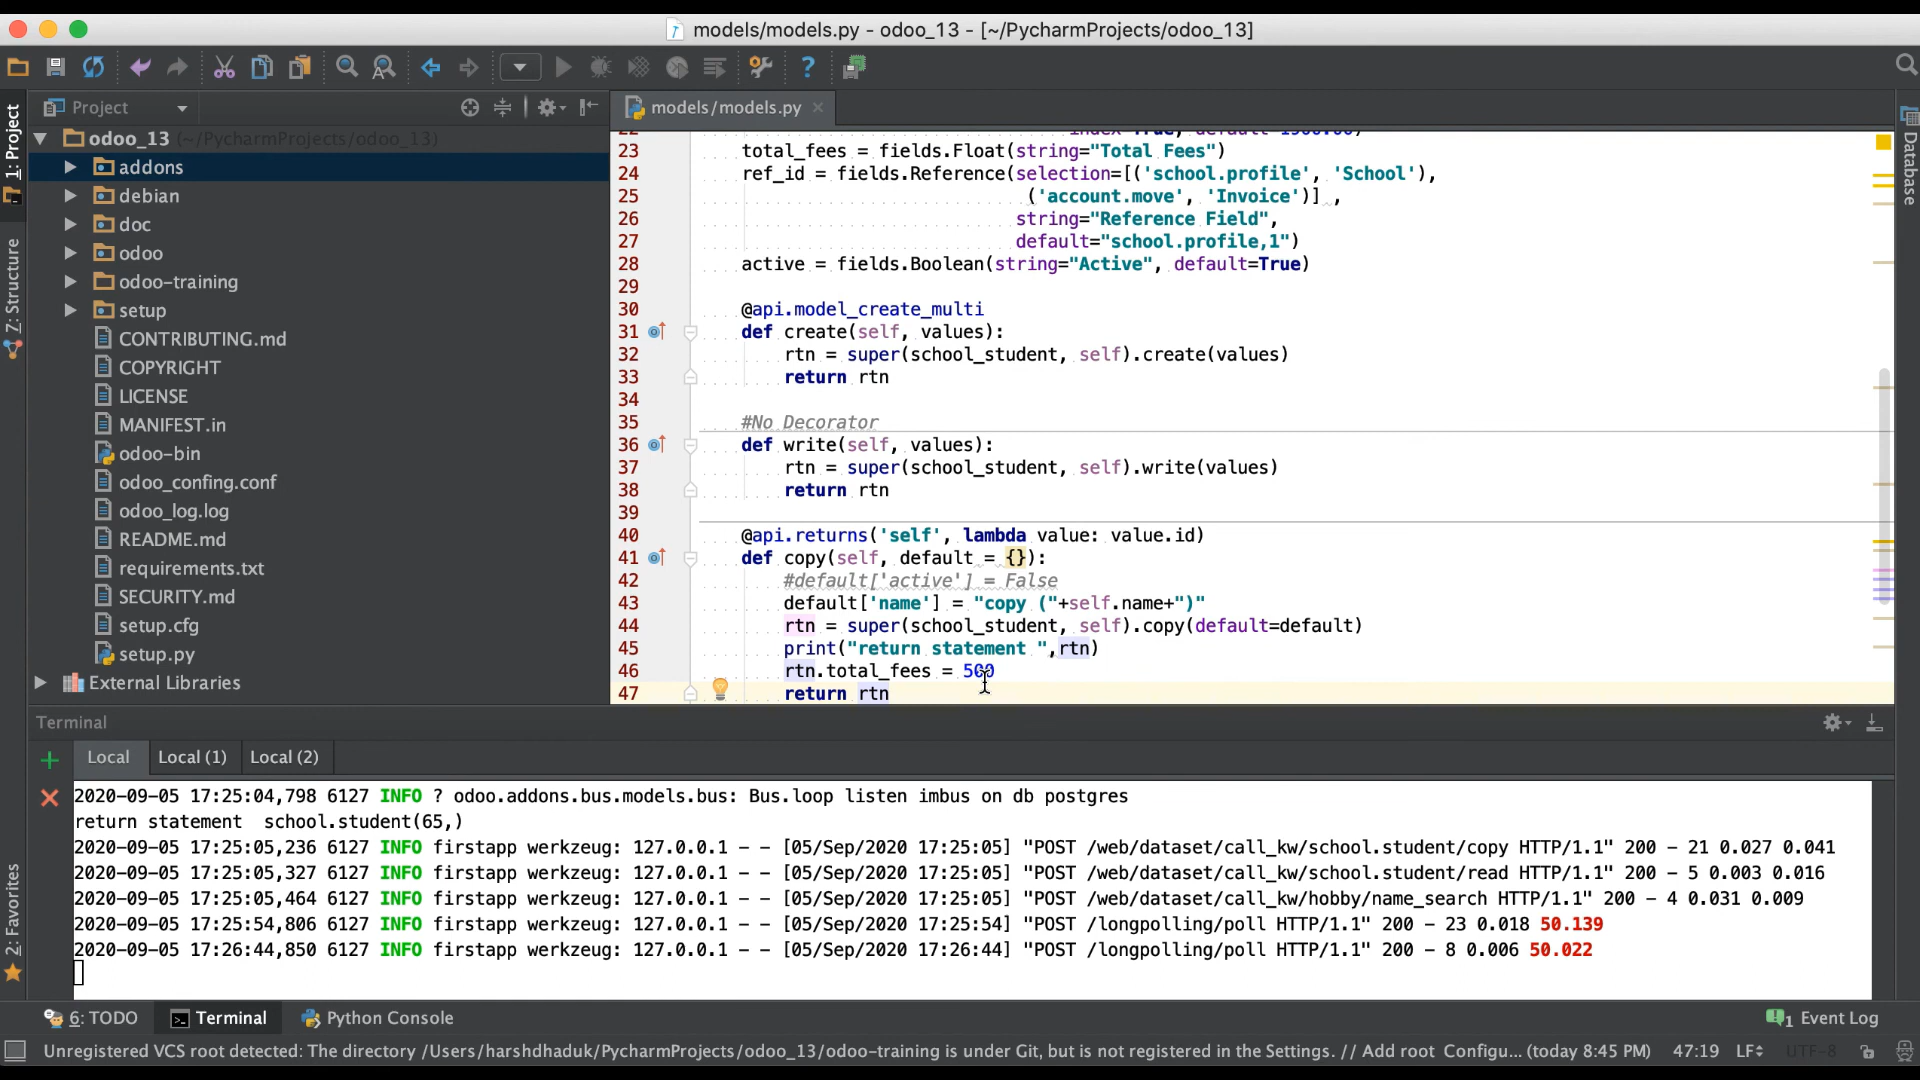 models/models.py - odoo_13 - [~/PycharmProjects/odoo_13]
Project
models/models.py
1: Project
Z: Structure
2: Favorites
Database
odoo_13 (~/PycharmProjects/odoo_13)
addons
debian
doc
odoo
odoo-training
setup
CONTRIBUTING.md
COPYRIGHT
LICENSE
MANIFEST.in
odoo-bin
odoo_confing.conf
odoo_log.log
README.md
requirements.txt
SECURITY.md
setup.cfg
setup.py
External Libraries
23 total_fees = fields.Float(string="Total Fees")
24 ref_id = fields.Reference(selection=[('school.profile', 'School'),
25 ('account.move', 'Invoice')] ,
26 string="Reference Field",
27 default="school.profile,1")
28 active = fields.Boolean(string="Active", default=True)
29
30 @api.model_create_multi
31 def create(self, values):
32 rtn = super(school_student, self).create(values)
33 return rtn
34
35 #No Decorator
36 def write(self, values):
37 rtn = super(school_student, self).write(values)
38 return rtn
39
40 @api.returns('self', lambda value: value.id)
41 def copy(self, default = {}):
42 #default['active'] = False
43 default['name'] = "copy ("+self.name+")"
44 rtn = super(school_student, self).copy(default=default)
45 print("return statement ",rtn)
46 rtn.total_fees = 500
47 return rtn
Terminal
Local Local (1) Local (2)
2020-09-05 17:25:04,798 6127 INFO ? odoo.addons.bus.models.bus: Bus.loop listen imbus on db postgres
return statement  school.student(65,)
2020-09-05 17:25:05,236 6127 INFO firstapp werkzeug: 127.0.0.1 - - [05/Sep/2020 17:25:05] "POST /web/dataset/call_kw/school.student/copy HTTP/1.1" 200 - 21 0.027 0.041
2020-09-05 17:25:05,327 6127 INFO firstapp werkzeug: 127.0.0.1 - - [05/Sep/2020 17:25:05] "POST /web/dataset/call_kw/school.student/read HTTP/1.1" 200 - 5 0.003 0.016
2020-09-05 17:25:05,464 6127 INFO firstapp werkzeug: 127.0.0.1 - - [05/Sep/2020 17:25:05] "POST /web/dataset/call_kw/hobby/name_search HTTP/1.1" 200 - 4 0.031 0.009
2020-09-05 17:25:54,806 6127 INFO firstapp werkzeug: 127.0.0.1 - - [05/Sep/2020 17:25:54] "POST /longpolling/poll HTTP/1.1" 200 - 23 0.018 50.139
2020-09-05 17:26:44,850 6127 INFO firstapp werkzeug: 127.0.0.1 - - [05/Sep/2020 17:26:44] "POST /longpolling/poll HTTP/1.1" 200 - 8 0.006 50.022
6: TODO Terminal Python Console 1 Event Log
Unregistered VCS root detected: The directory /Users/harshdhaduk/PycharmProjects/odoo_13/odoo-training is under Git, but is not registered in the Settings. // Add root Configu... (today 8:45 PM) 47:19 LF UTF-8